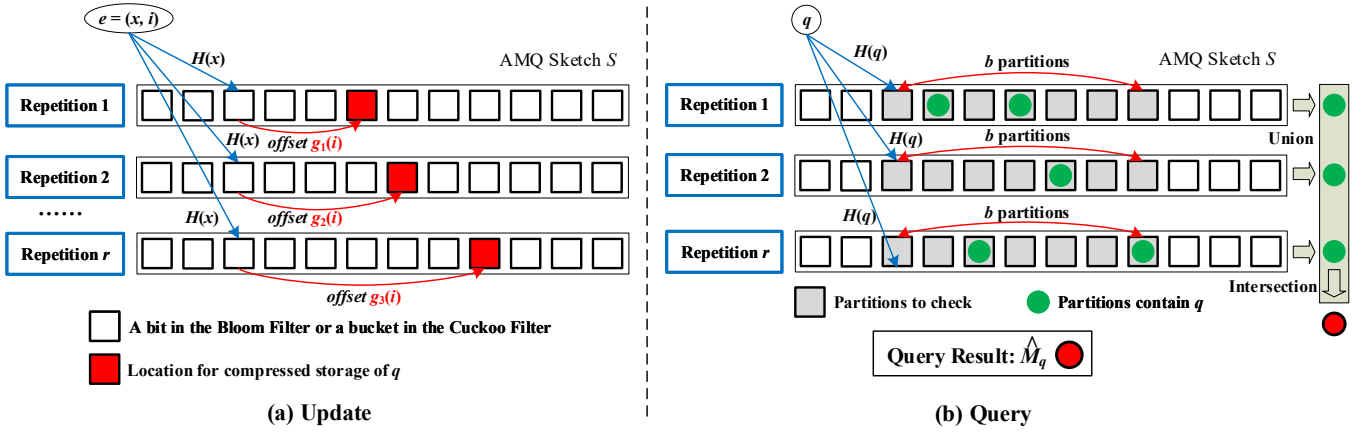 e = (x, i)
H(x)
AMQ Sketch S
Repetition 1
H(x)
offset g₁(i)
Repetition 2
offset g₂(i)
......
H(x)
Repetition r
offset g₃(i)
A bit in the Bloom Filter or a bucket in the Cuckoo Filter
Location for compressed storage of q
(a) Update
q
H(q)
b partitions
AMQ Sketch S
Repetition 1
Union
H(q)
b partitions
Repetition 2
H(q)
b partitions
Repetition r
Intersection
Partitions to check
Partitions contain q
Query Result: M̂q
(b) Query